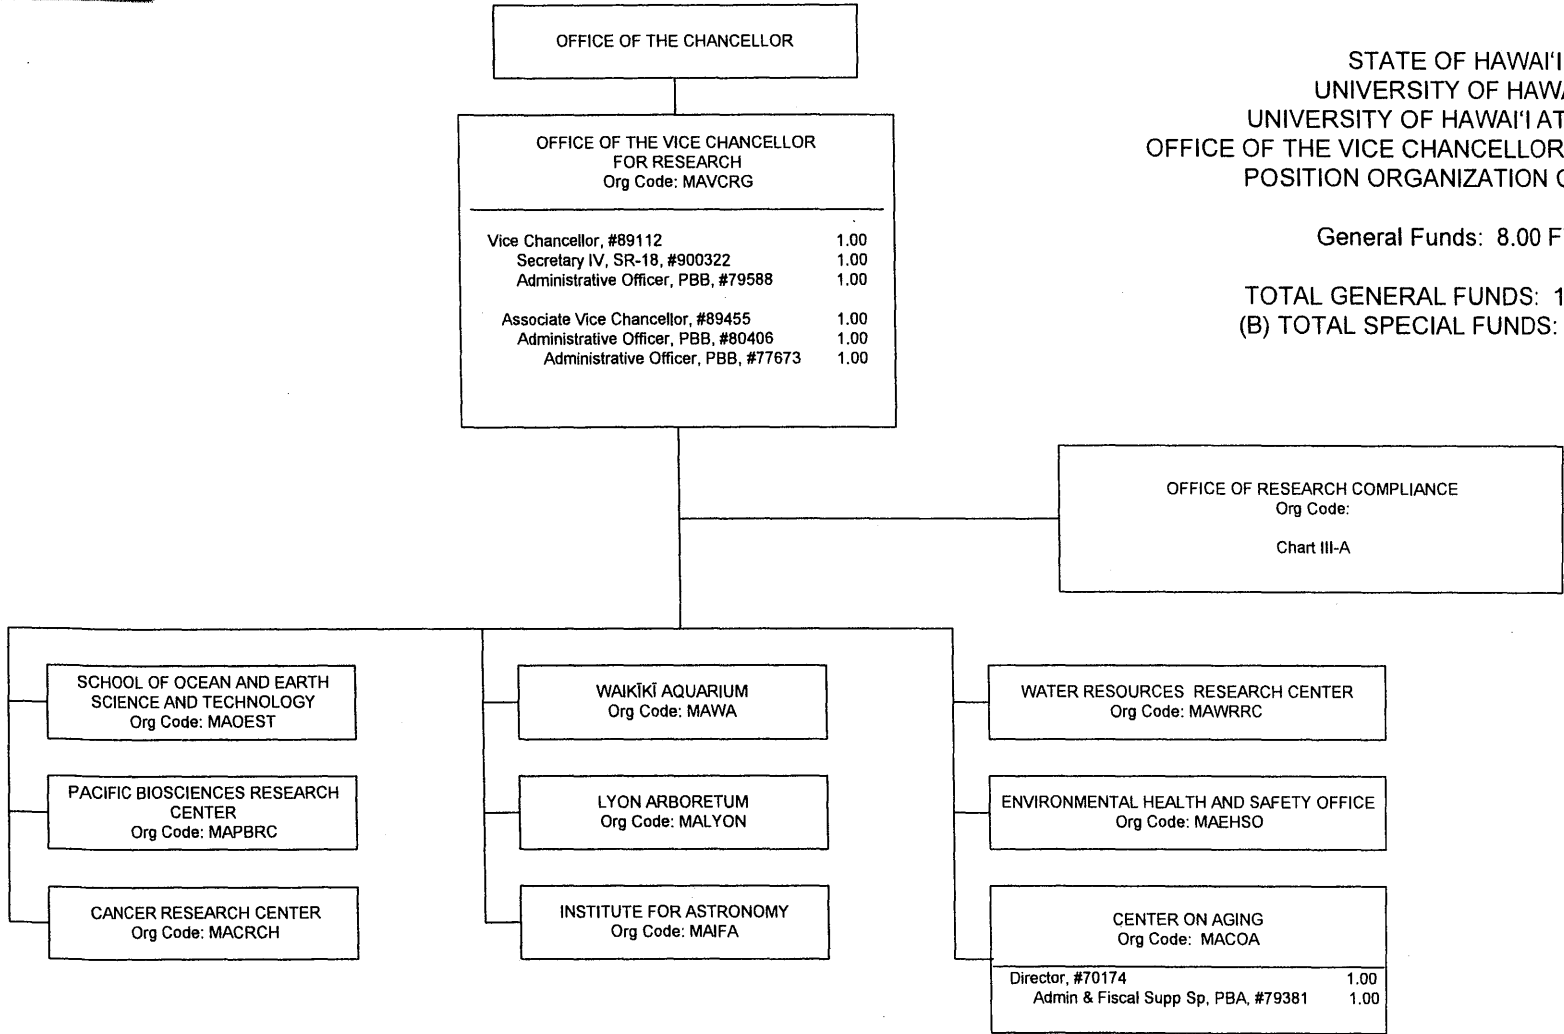 OFFICE OF THE CHANCELLOR
STATE OF HAWAI'I
UNIVERSITY OF
UNIVERSITY OF HAWAI'I AT
OFFICE OF THE VICE CHANCELLOR
POSITION ORGANIZATION
General Funds: 8.00
TOTAL GENERAL FUNDS:
(B) TOTAL SPECIAL FUNDS:
OFFICE OF THE VICE CHANCELLOR
FOR RESEARCH
Org Code: MAVCRG
Vice Chancellor, #89112 1.00
Secretary IV, SR-18, #900322 1.00
Administrative Officer, PBB, #79588 1.00
Associate Vice Chancellor, #89455 1.00
Administrative Officer, PBB, #80406 1.00
Administrative Officer, PBB, #77673 1.00
OFFICE OF RESEARCH COMPLIANCE
Org Code:
Chart III-A
SCHOOL OF OCEAN AND EARTH
SCIENCE AND TECHNOLOGY
Org Code: MAOEST
PACIFIC BIOSCIENCES RESEARCH
CENTER
Org Code: MAPBRC
CANCER RESEARCH CENTER
Org Code: MACRCH
WAIKĪKĪ AQUARIUM
Org Code: MAWA
LYON ARBORETUM
Org Code: MALYON
INSTITUTE FOR ASTRONOMY
Org Code: MAIFA
WATER RESOURCES RESEARCH CENTER
Org Code: MAWRRC
ENVIRONMENTAL HEALTH AND SAFETY OFFICE
Org Code: MAEHSO
CENTER ON AGING
Org Code: MACOA
Director, #70174 1.00
Admin & Fiscal Supp Sp, PBA, #79381 1.00